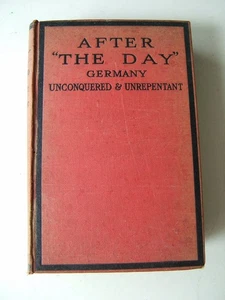 AFTER
"THE DAY"
GERMANY
UNCONQUERED & UNREPENTANT